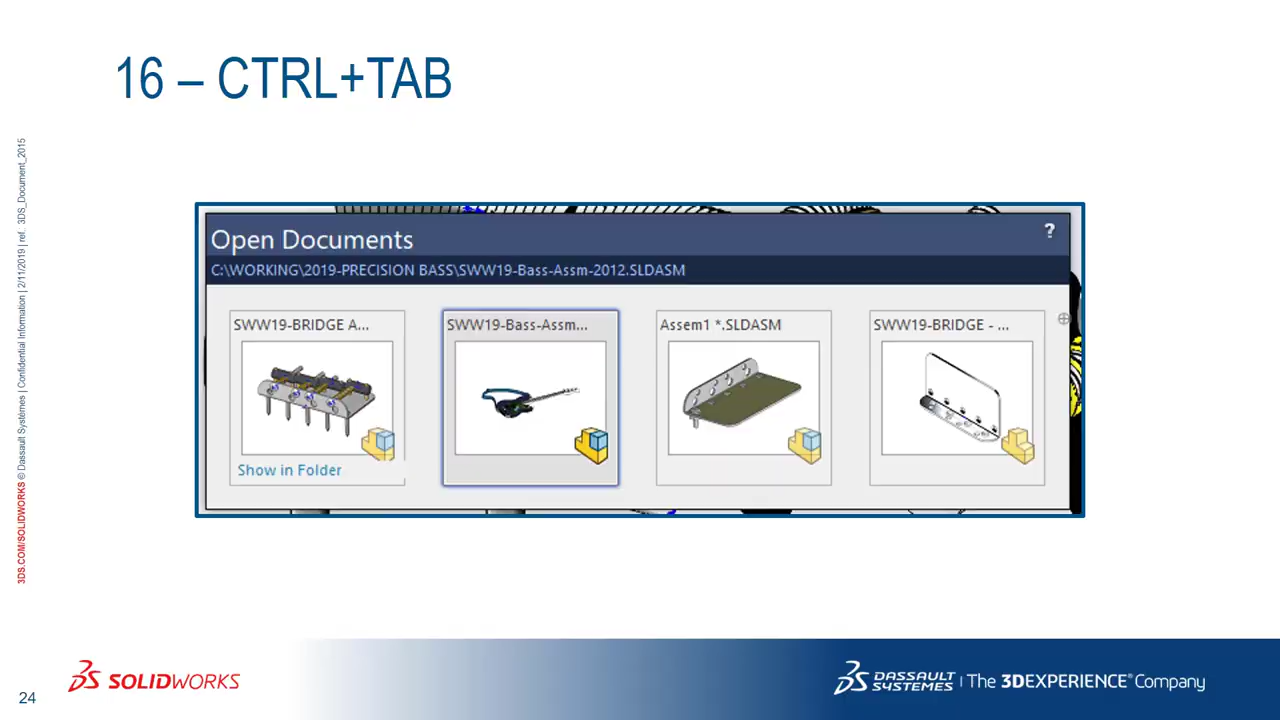 16 – CTRL+TAB
3DS.COM/SOLIDWORKS © Dassault Systèmes | Confidential Information | 2/11/2019 | ref.: 3DS_Document_2015
Open Documents
?
C:\WORKING\2019-PRECISION BASS\SWW19-Bass-Assm-2012.SLDASM
SWW19-BRIDGE A...
SWW19-Bass-Assm...
Assem1 *.SLDASM
SWW19-BRIDGE - ...
Show in Folder
24
SOLIDWORKS
DASSAULT SYSTEMES | The 3DEXPERIENCE® Company